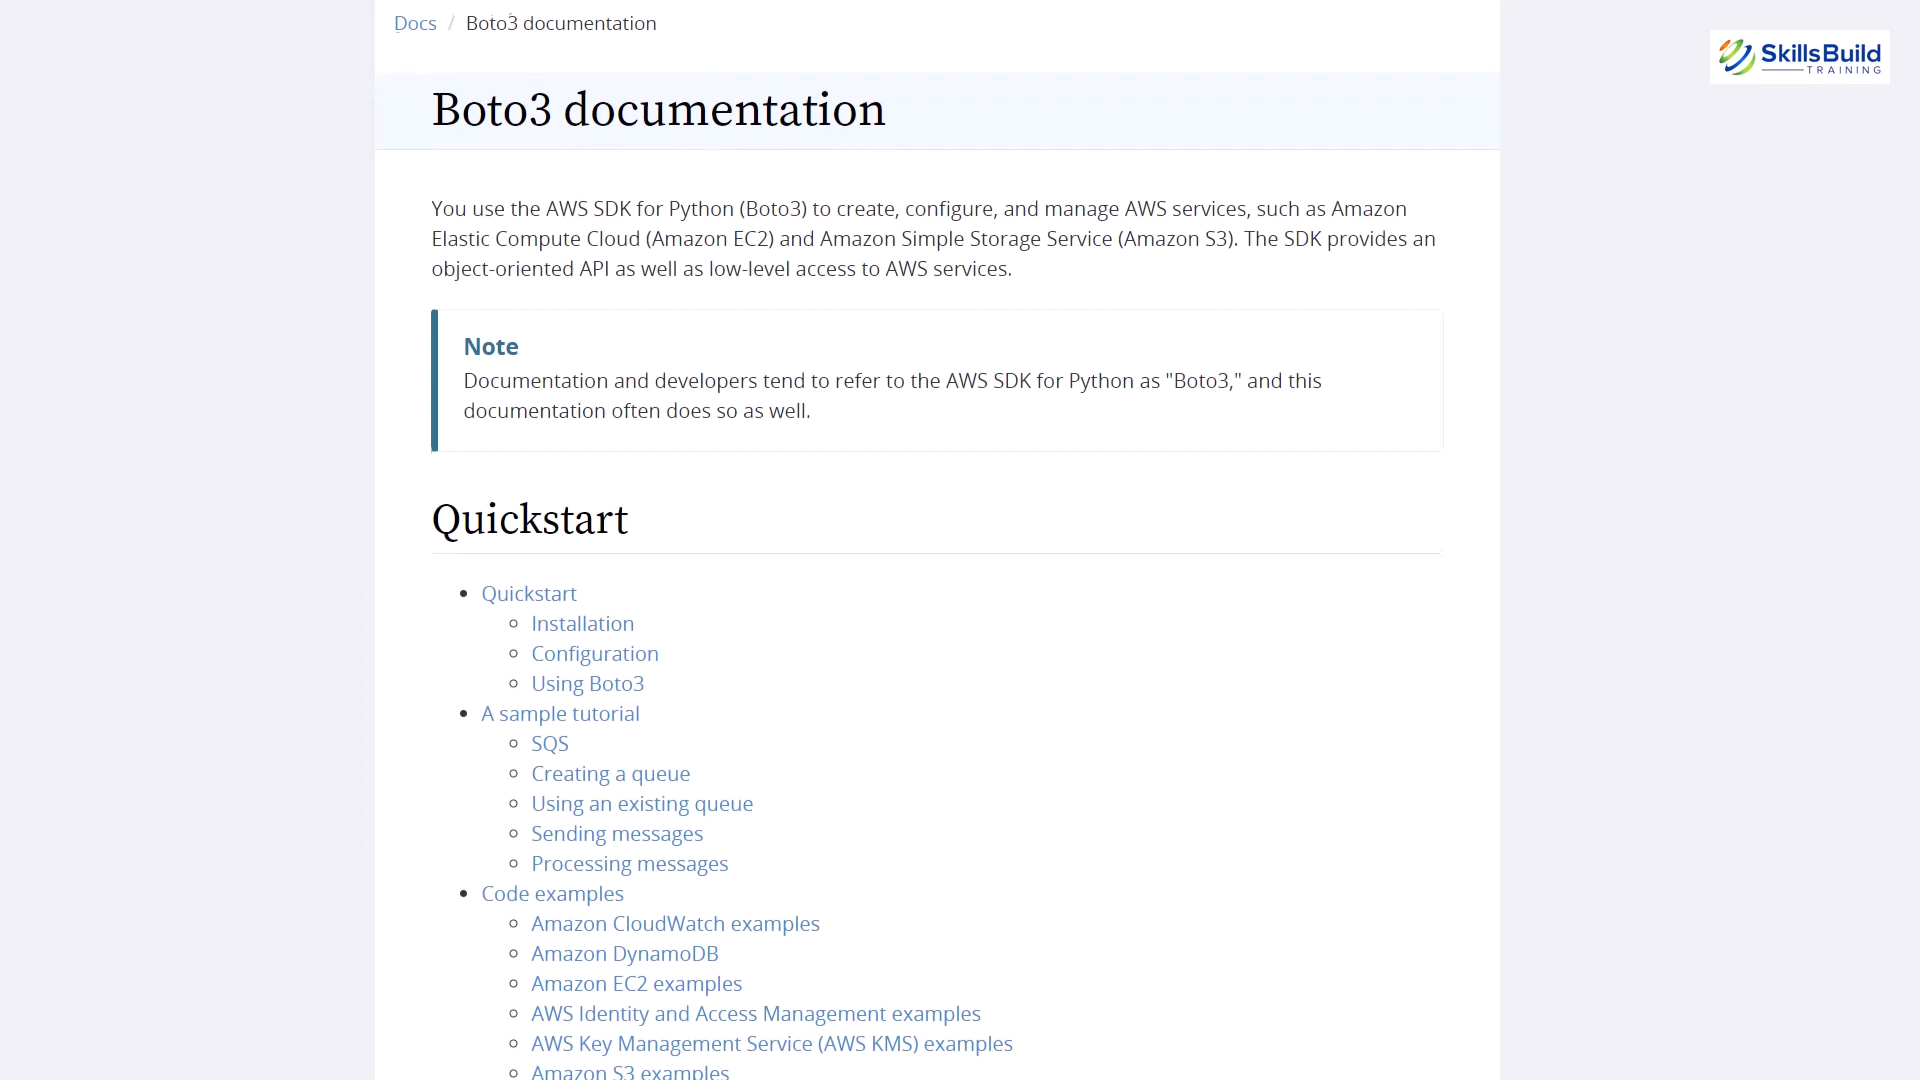 Docs / Boto3 documentation
SkillsBuild
TRAINING
Boto3 documentation
You use the AWS SDK for Python (Boto3) to create, configure, and manage AWS services, such as Amazon
Elastic Compute Cloud (Amazon EC2) and Amazon Simple Storage Service (Amazon S3). The SDK provides an
object-oriented API as well as low-level access to AWS services.
Note
Documentation and developers tend to refer to the AWS SDK for Python as "Boto3," and this
documentation often does so as well.
Quickstart
Quickstart
Installation
Configuration
Using Boto3
A sample tutorial
SQS
Creating a queue
Using an existing queue
Sending messages
Processing messages
Code examples
Amazon CloudWatch examples
Amazon DynamoDB
Amazon EC2 examples
AWS Identity and Access Management examples
AWS Key Management Service (AWS KMS) examples
Amazon S3 examples